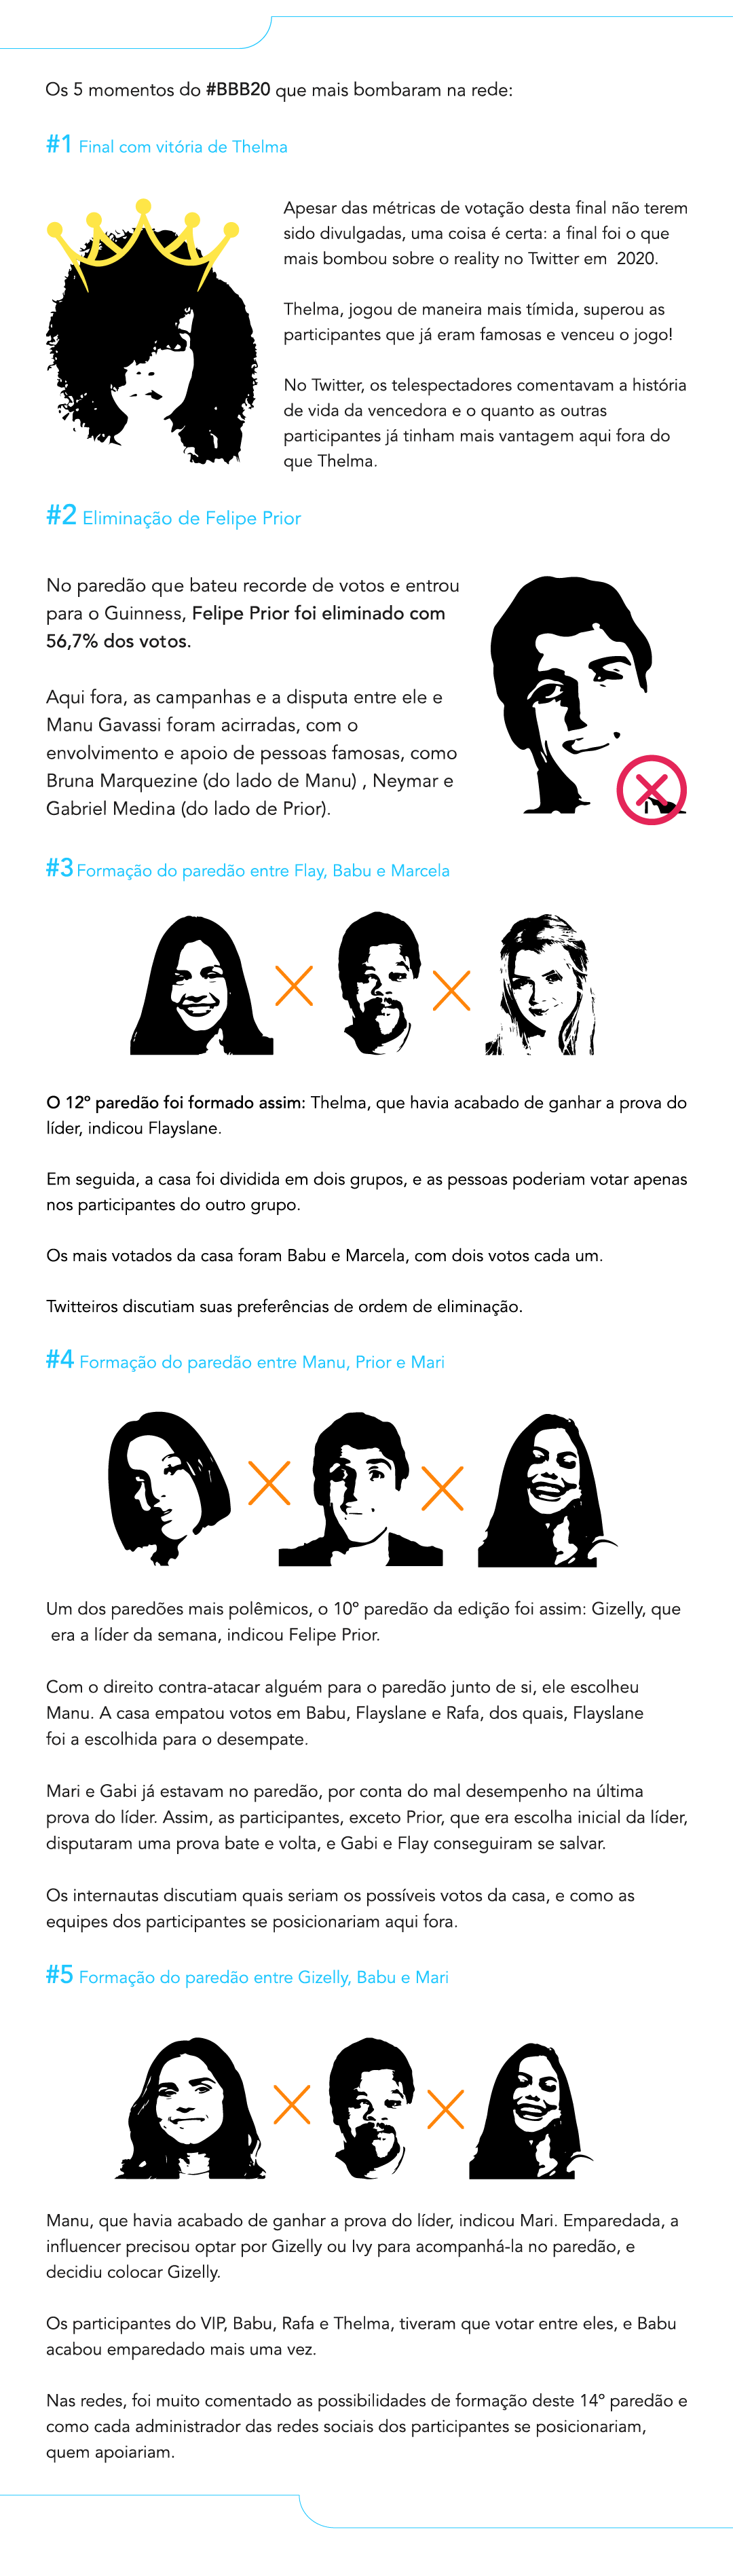 Os 5 momentos do #BBB20 que mais bombaram na rede:
#1 Final com vitória de Thelma
Apesar das métricas de votação desta final não terem
sido divulgadas, uma coisa é certa: a final foi o que
mais bombou sobre o reality no Twitter em 2020.
Thelma, jogou de maneira mais tímida, superou as
participantes que já eram famosas e venceu o jogo!
No Twitter, os telespectadores comentavam a história
de vida da vencedora e o quanto as outras
participantes já tinham mais vantagem aqui fora do
que Thelma.
#2 Eliminação de Felipe Prior
No paredão que bateu recorde de votos e entrou
para o Guinness, Felipe Prior foi eliminado com
56,7% dos votos.
Aqui fora, as campanhas e a disputa entre ele e
Manu Gavassi foram acirradas, com o
envolvimento e apoio de pessoas famosas, como
Bruna Marquezine (do lado de Manu) , Neymar e
Gabriel Medina (do lado de Prior).
#3 Formação do paredão entre Flay, Babu e Marcela
O 12º paredão foi formado assim: Thelma, que havia acabado de ganhar a prova do
líder, indicou Flayslane.
Em seguida, a casa foi dividida em dois grupos, e as pessoas poderiam votar apenas
nos participantes do outro grupo.
Os mais votados da casa foram Babu e Marcela, com dois votos cada um.
Twitteiros discutiam suas preferências de ordem de eliminação.
#4 Formação do paredão entre Manu, Prior e Mari
Um dos paredões mais polêmicos, o 10º paredão da edição foi assim: Gizelly, que
era a líder da semana, indicou Felipe Prior.
Com o direito contra-atacar alguém para o paredão junto de si, ele escolheu
Manu. A casa empatou votos em Babu, Flayslane e Rafa, dos quais, Flayslane
foi a escolhida para o desempate.
Mari e Gabi já estavam no paredão, por conta do mal desempenho na última
prova do líder. Assim, as participantes, exceto Prior, que era escolha inicial da líder,
disputaram uma prova bate e volta, e Gabi e Flay conseguiram se salvar.
Os internautas discutiam quais seriam os possíveis votos da casa, e como as
equipes dos participantes se posicionariam aqui fora.
#5 Formação do paredão entre Gizelly, Babu e Mari
Manu, que havia acabado de ganhar a prova do líder, indicou Mari. Emparedada, a
influencer precisou optar por Gizelly ou Ivy para acompanhá-la no paredão, e
decidiu colocar Gizelly.
Os participantes do VIP, Babu, Rafa e Thelma, tiveram que votar entre eles, e Babu
acabou emparedado mais uma vez.
Nas redes, foi muito comentado as possibilidades de formação deste 14º paredão e
como cada administrador das redes sociais dos participantes se posicionariam,
quem apoiariam.